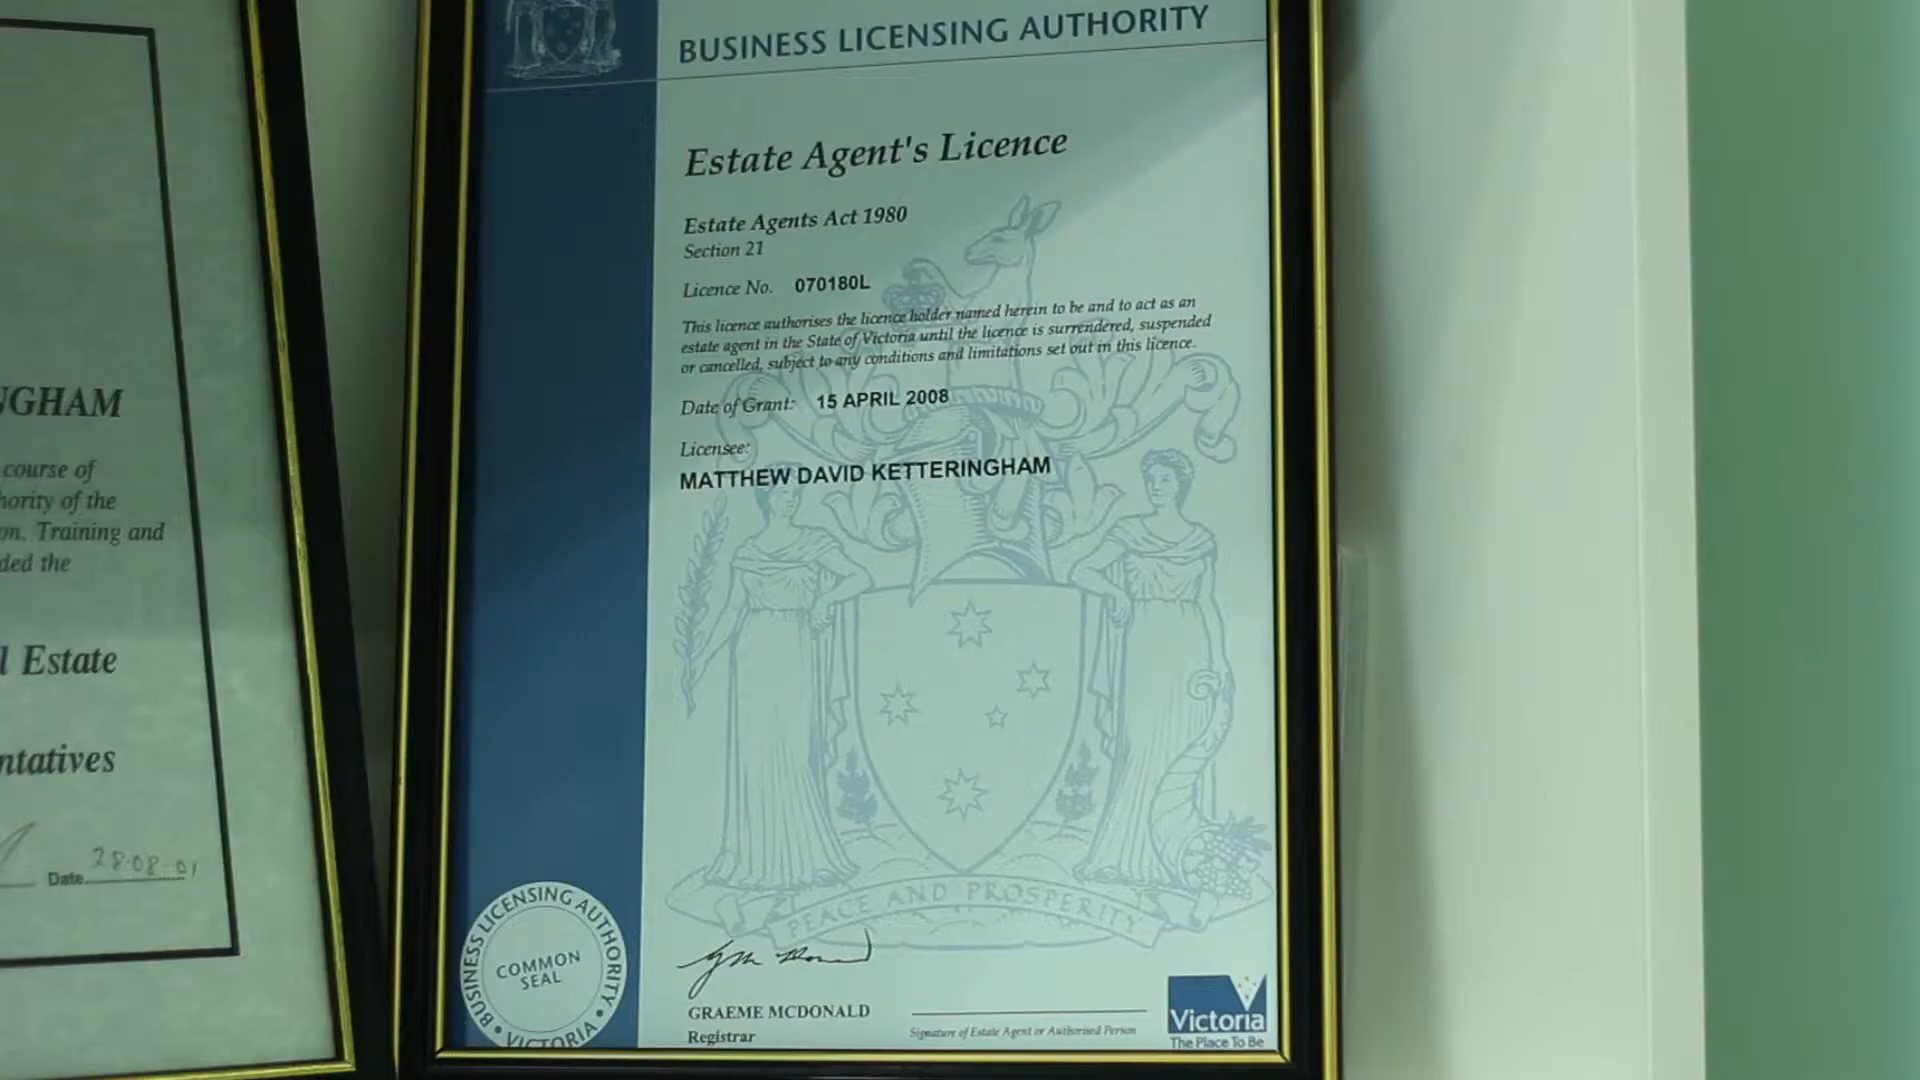 NGHAM
course of
hority of the
on, Training and
ded the
l Estate
ntatives
Date 28-08-01
BUSINESS LICENSING AUTHORITY
Estate Agent's Licence
Estate Agents Act 1980
Section 21
Licence No. 070180L
This licence authorises the licence holder named herein to be and to act as an
estate agent in the State of Victoria until the licence is surrendered, suspended
or cancelled, subject to any conditions and limitations set out in this licence.
Date of Grant: 15 APRIL 2008
Licensee:
MATTHEW DAVID KETTERINGHAM
PEACE AND PROSPERITY
BUSINESS LICENSING AUTHORITY
COMMON
SEAL
• VICTORIA •
GRAEME MCDONALD
Registrar
Signature of Estate Agent or Authorised Person
Victoria
The Place To Be